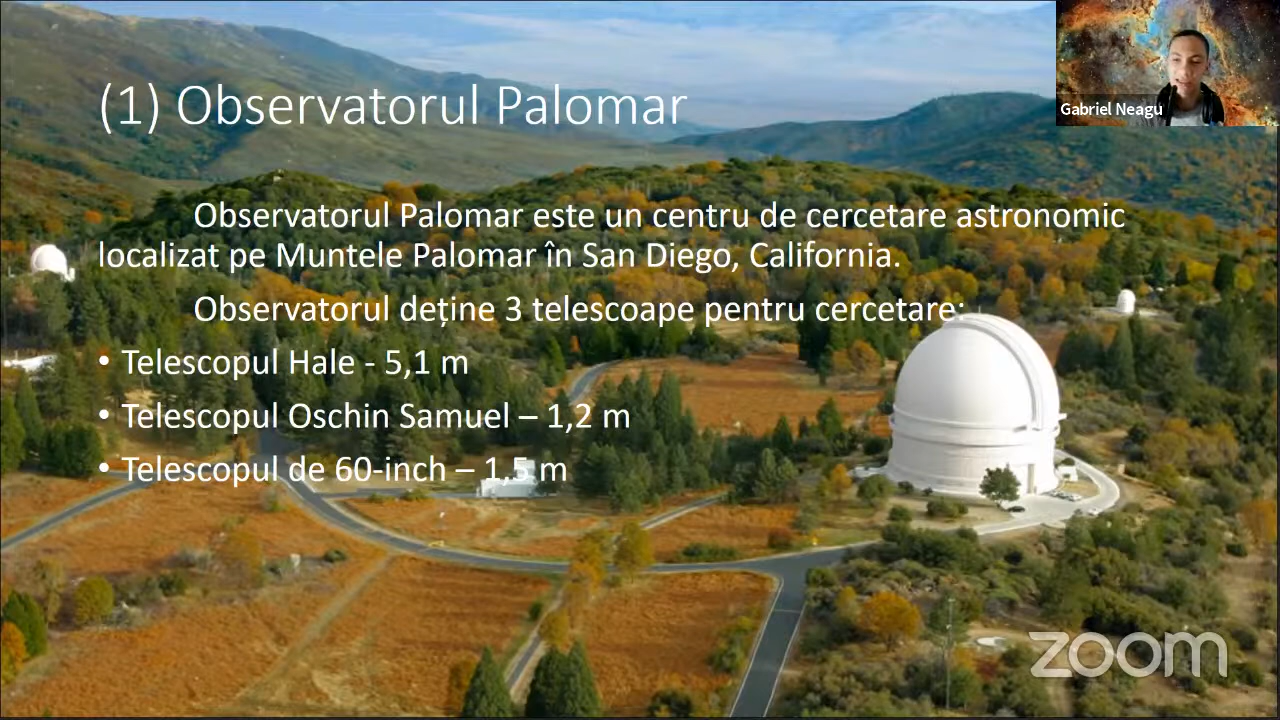 (1) Observatorul Palomar
Gabriel Neagu
Observatorul Palomar este un centru de cercetare astronomic
localizat pe Muntele Palomar în San Diego, California.
Observatorul deține 3 telescoape pentru cercetare:
• Telescopul Hale - 5,1 m
• Telescopul Oschin Samuel – 1,2 m
• Telescopul de 60-inch – 1,5 m
zoom